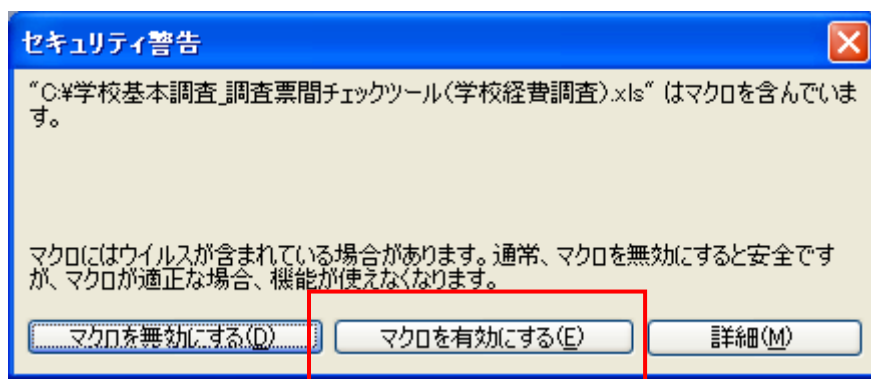 セキュリティ警告
"C:¥学校基本調査_調査票間チェックツール(学校経費調査).xls" はマクロを含んでいま
す。
マクロにはウイルスが含まれている場合があります。通常、マクロを無効にすると安全です
が、マクロが適正な場合、機能が使えなくなります。
マクロを無効にする(D) マクロを有効にする(E) 詳細(M)